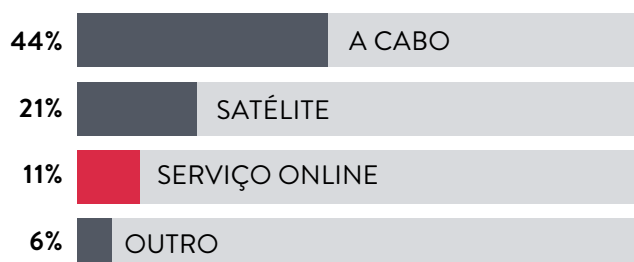 44% A CABO
21% SATÉLITE
11% SERVIÇO ONLINE
6% OUTRO